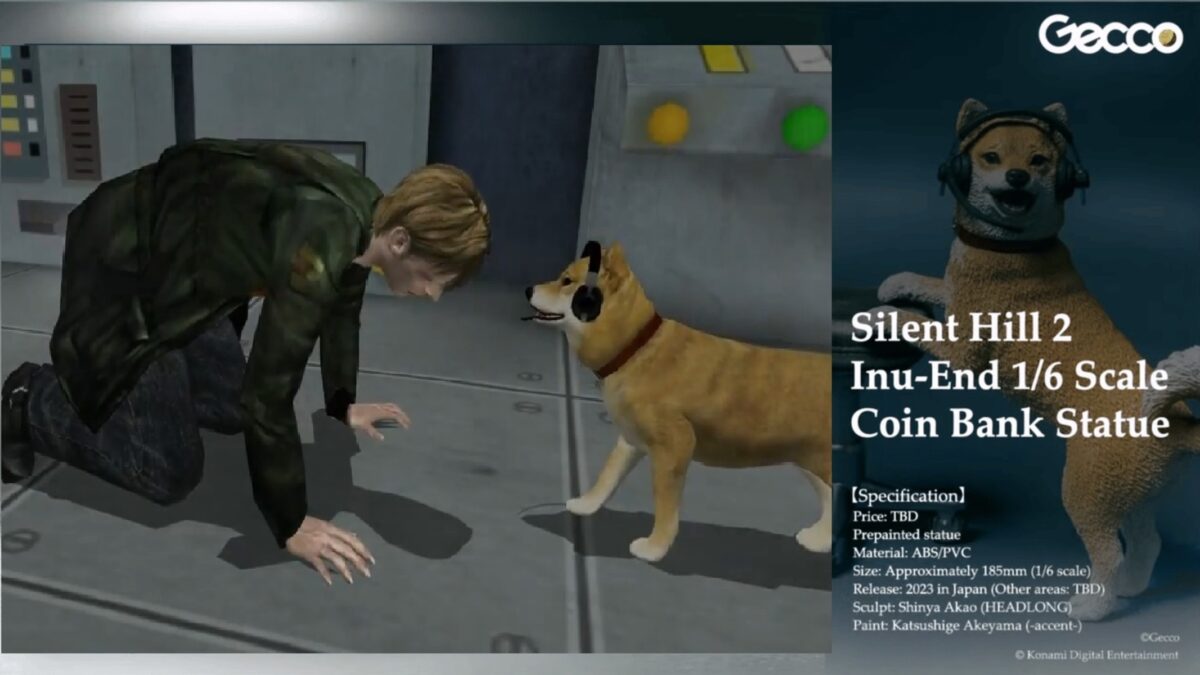 Gecco
Silent Hill 2
Inu-End 1/6 Scale
Coin Bank Statue
【Specification】
Price: TBD
Prepainted statue
Material: ABS/PVC
Size: Approximately 185mm (1/6 scale)
Release: 2023 in Japan (Other areas: TBD)
Sculpt: Shinya Akao (HEADLONG)
Paint: Katsushige Akeyama (-accent-)
©Gecco
© Konami Digital Entertainment